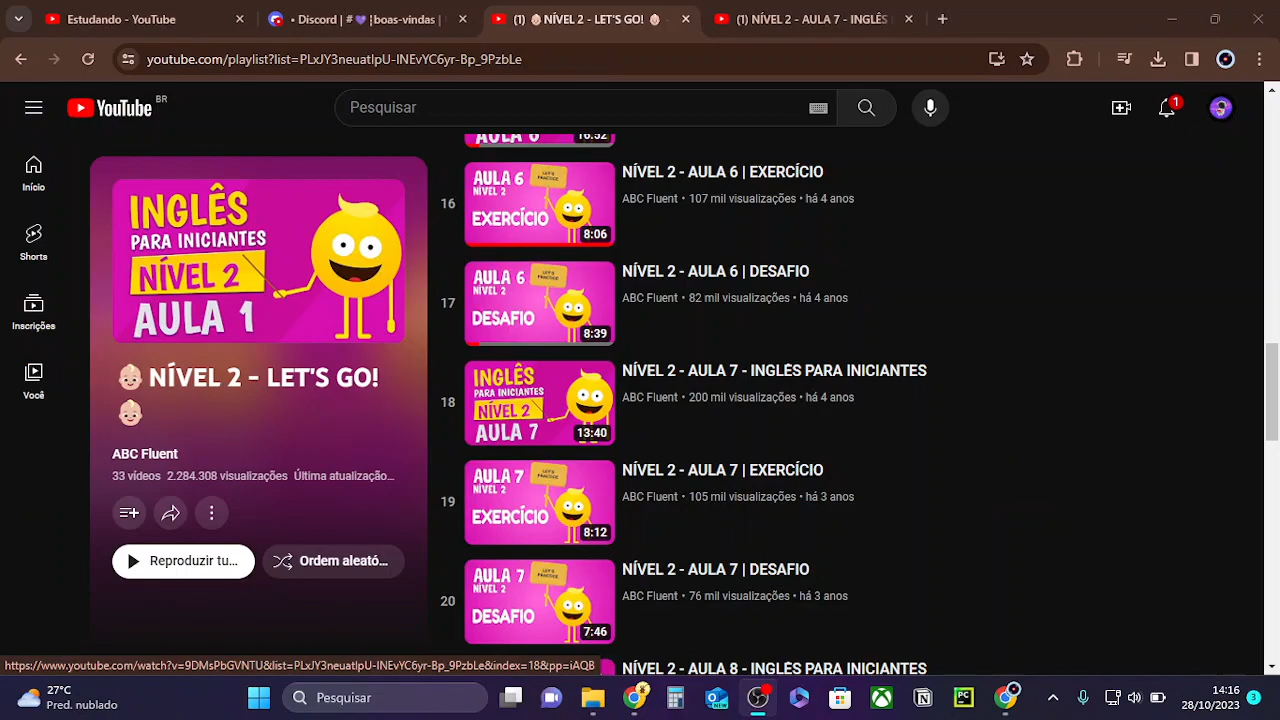 Estudando - YouTube
• Discord | #💜¦boas-vindas |
(1) 👶🏻NÍVEL 2 - LET'S GO! 👶🏻
(1) NÍVEL 2 - AULA 7 - INGLÊS
youtube.com/playlist?list=PLxJY3neuatlpU-lNEvYC6yr-Bp_9PzbLe
YouTube BR
Pesquisar
1
Início
Shorts
Inscrições
Você
INGLÊS
PARA INICIANTES
NÍVEL 2
AULA 1
👶🏻 NÍVEL 2 - LET'S GO!
👶🏻
ABC Fluent
33 vídeos 2.284.308 visualizações Última atualização...
Reproduzir tu...
Ordem aleató...
AULA 6
16:52
16
AULA 6
NÍVEL 2
LET'S
PRACTICE
EXERCÍCIO
8:06
NÍVEL 2 - AULA 6 | EXERCÍCIO
ABC Fluent • 107 mil visualizações • há 4 anos
17
AULA 6
NÍVEL 2
LET'S
PRACTICE
DESAFIO
8:39
NÍVEL 2 - AULA 6 | DESAFIO
ABC Fluent • 82 mil visualizações • há 4 anos
18
INGLÊS
PARA INICIANTES
NÍVEL 2
AULA 7
13:40
NÍVEL 2 - AULA 7 - INGLÊS PARA INICIANTES
ABC Fluent • 200 mil visualizações • há 4 anos
19
AULA 7
NÍVEL 2
LET'S
PRACTICE
EXERCÍCIO
8:12
NÍVEL 2 - AULA 7 | EXERCÍCIO
ABC Fluent • 105 mil visualizações • há 3 anos
20
AULA 7
NÍVEL 2
LET'S
PRACTICE
DESAFIO
7:46
NÍVEL 2 - AULA 7 | DESAFIO
ABC Fluent • 76 mil visualizações • há 3 anos
NÍVEL 2 - AULA 8 - INGLÊS PARA INICIANTES
https://www.youtube.com/watch?v=9DMsPbGVNTU&list=PLxJY3neuatlpU-lNEvYC6yr-Bp_9PzbLe&index=18&pp=iAQB
27°C
Pred. nublado
Pesquisar
NEW
PC
14:16
28/10/2023
3